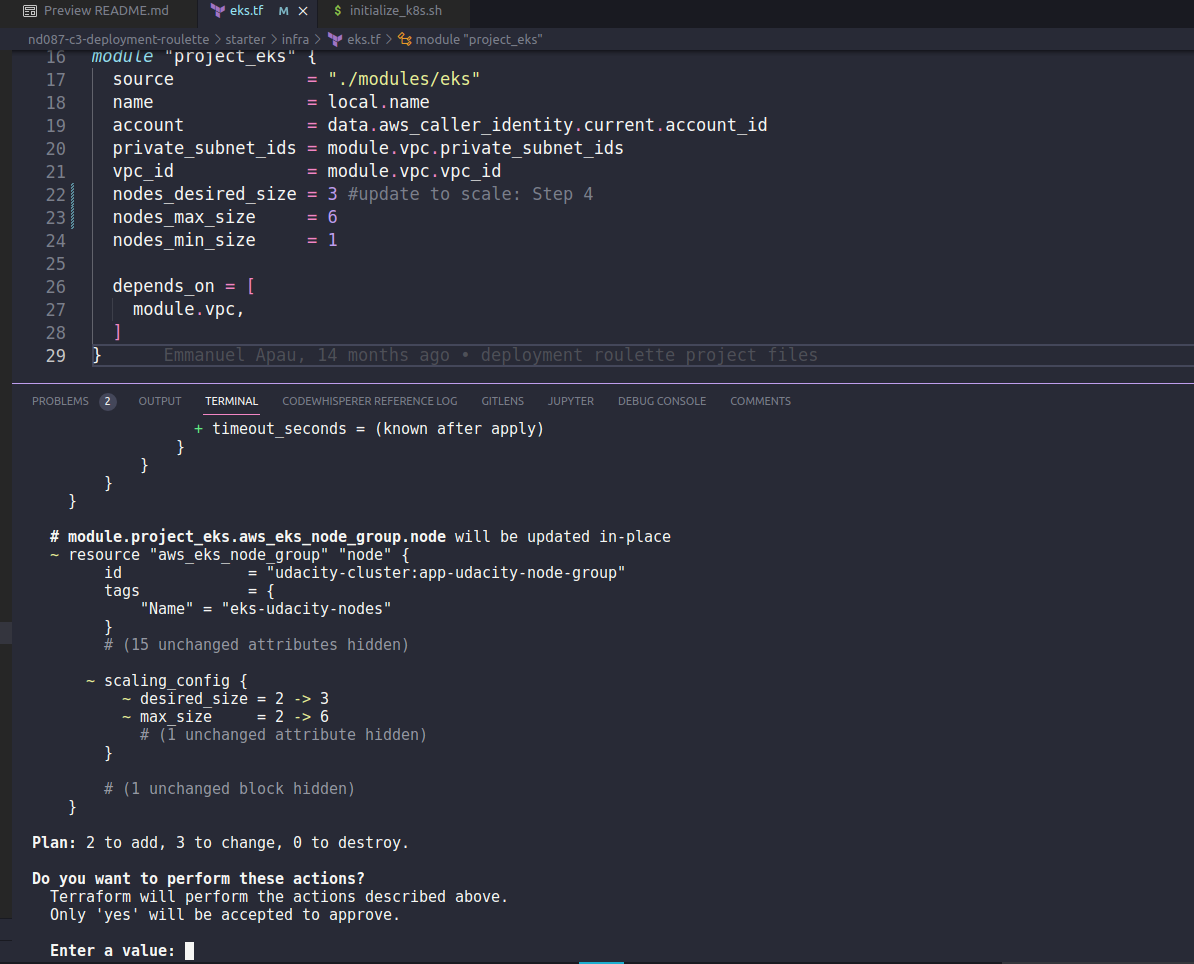 Preview README.md eks.tf M initialize_k8s.sh
nd087-c3-deployment-roulette > starter > infra > eks.tf > module "project_eks"
16 module "project_eks" {
17 source = "./modules/eks"
18 name = local.name
19 account = data.aws_caller_identity.current.account_id
20 private_subnet_ids = module.vpc.private_subnet_ids
21 vpc_id = module.vpc.vpc_id
22 nodes_desired_size = 3 #update to scale: Step 4
23 nodes_max_size = 6
24 nodes_min_size = 1
25
26 depends_on = [
27 module.vpc,
28 ]
29 } Emmanuel Apau, 14 months ago • deployment roulette project files
PROBLEMS 2 OUTPUT TERMINAL CODEWHISPERER REFERENCE LOG GITLENS JUPYTER DEBUG CONSOLE COMMENTS
+ timeout_seconds = (known after apply)
}
}
}
}
# module.project_eks.aws_eks_node_group.node will be updated in-place
~ resource "aws_eks_node_group" "node" {
id = "udacity-cluster:app-udacity-node-group"
tags = {
"Name" = "eks-udacity-nodes"
}
# (15 unchanged attributes hidden)
~ scaling_config {
~ desired_size = 2 -> 3
~ max_size = 2 -> 6
# (1 unchanged attribute hidden)
}
# (1 unchanged block hidden)
}
Plan: 2 to add, 3 to change, 0 to destroy.
Do you want to perform these actions?
Terraform will perform the actions described above.
Only 'yes' will be accepted to approve.
Enter a value: